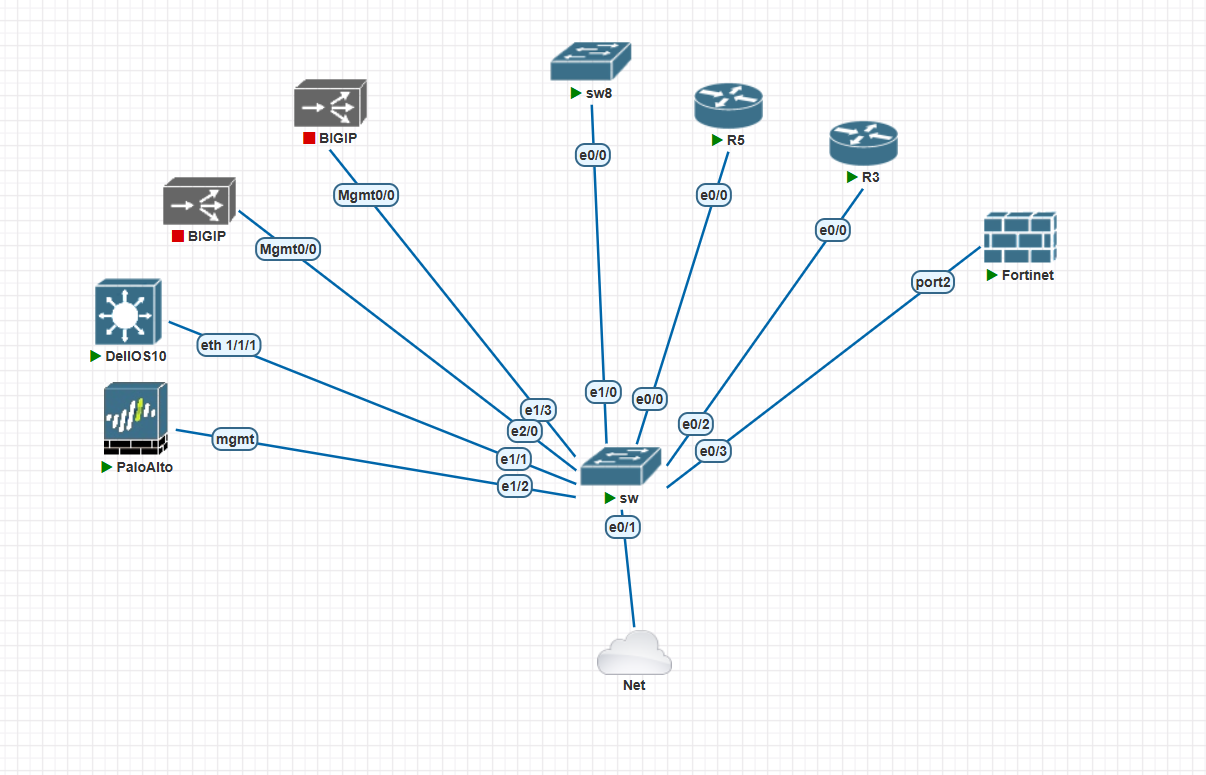 sw8
BIGIP
R5
e0/0
R3
Mgmt0/0
e0/0
e0/0
BIGIP
Mgmt0/0
Fortinet
port2
eth 1/1/1
DellOS10
e1/0
e0/0
e1/3
e0/2
e2/0
mgmt
e0/3
e1/1
PaloAlto
e1/2
sw
e0/1
Net